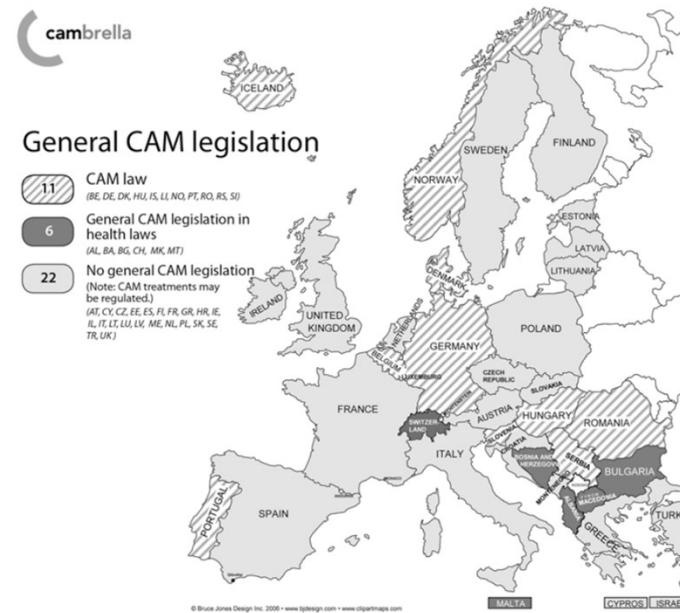 cambrella
General CAM legislation
11
CAM law
(BE, DE, DK, HU, IS, LI, NO, PT, RO, RS, SI)
6
General CAM legislation in
health laws
(AL, BA, BG, CH, MK, MT)
22
No general CAM legislation
(Note: CAM treatments may
be regulated.)
(AT, CY, CZ, EE, ES, FI, FR, GR, HR, IE,
IL, IT, LT, LU, LV, ME, NL, PL, SK, SE,
TR, UK)
ICELAND
NORWAY
SWEDEN
FINLAND
ESTONIA
LATVIA
LITHUANIA
DENMARK
IRELAND
UNITED
KINGDOM
NETHERLANDS
BELGIUM
LUXEMBURG
GERMANY
POLAND
CZECH
REPUBLIC
SLOVAKIA
AUSTRIA
HUNGARY
ROMANIA
FRANCE
SWITZER-
LAND
ITALY
SLOVENIA
CROATIA
BOSNIA AND
HERZEGOVI
SERBIA
BULGARIA
MACEDONIA
GREECE
TURK
PORTUGAL
SPAIN
MALTA
CYPROS
ISRAE
© Bruce Jones Design Inc. 2006 • www.bjdesign.com • www.clipartmaps.com